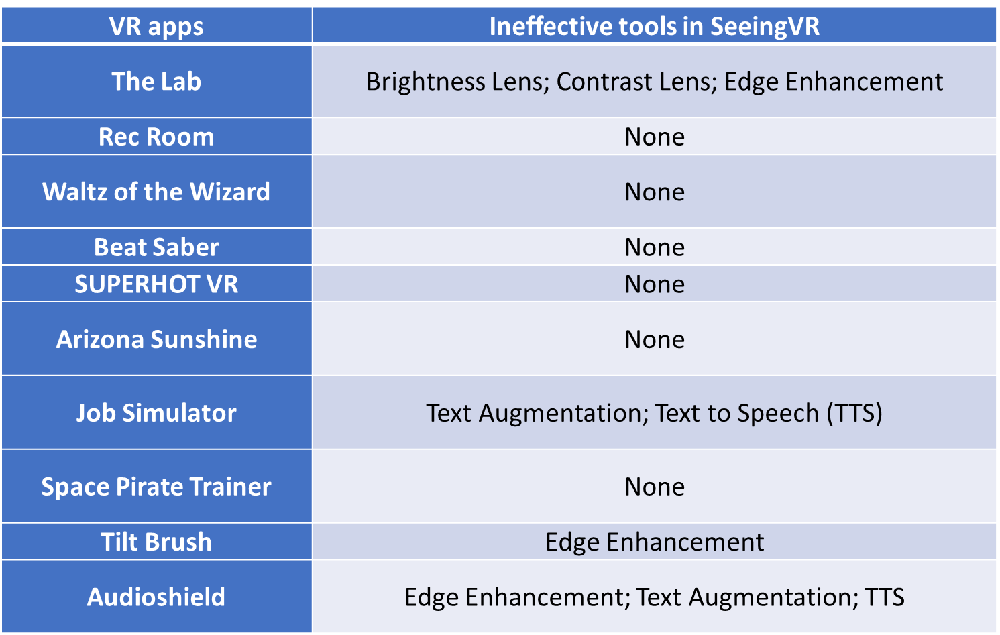 VR apps Ineffective tools in SeeingVR
The Lab Brightness Lens; Contrast Lens; Edge Enhancement
Rec Room None
Waltz of the Wizard None
Beat Saber None
SUPERHOT VR None
Arizona Sunshine None
Job Simulator Text Augmentation; Text to Speech (TTS)
Space Pirate Trainer None
Tilt Brush Edge Enhancement
Audioshield Edge Enhancement; Text Augmentation; TTS